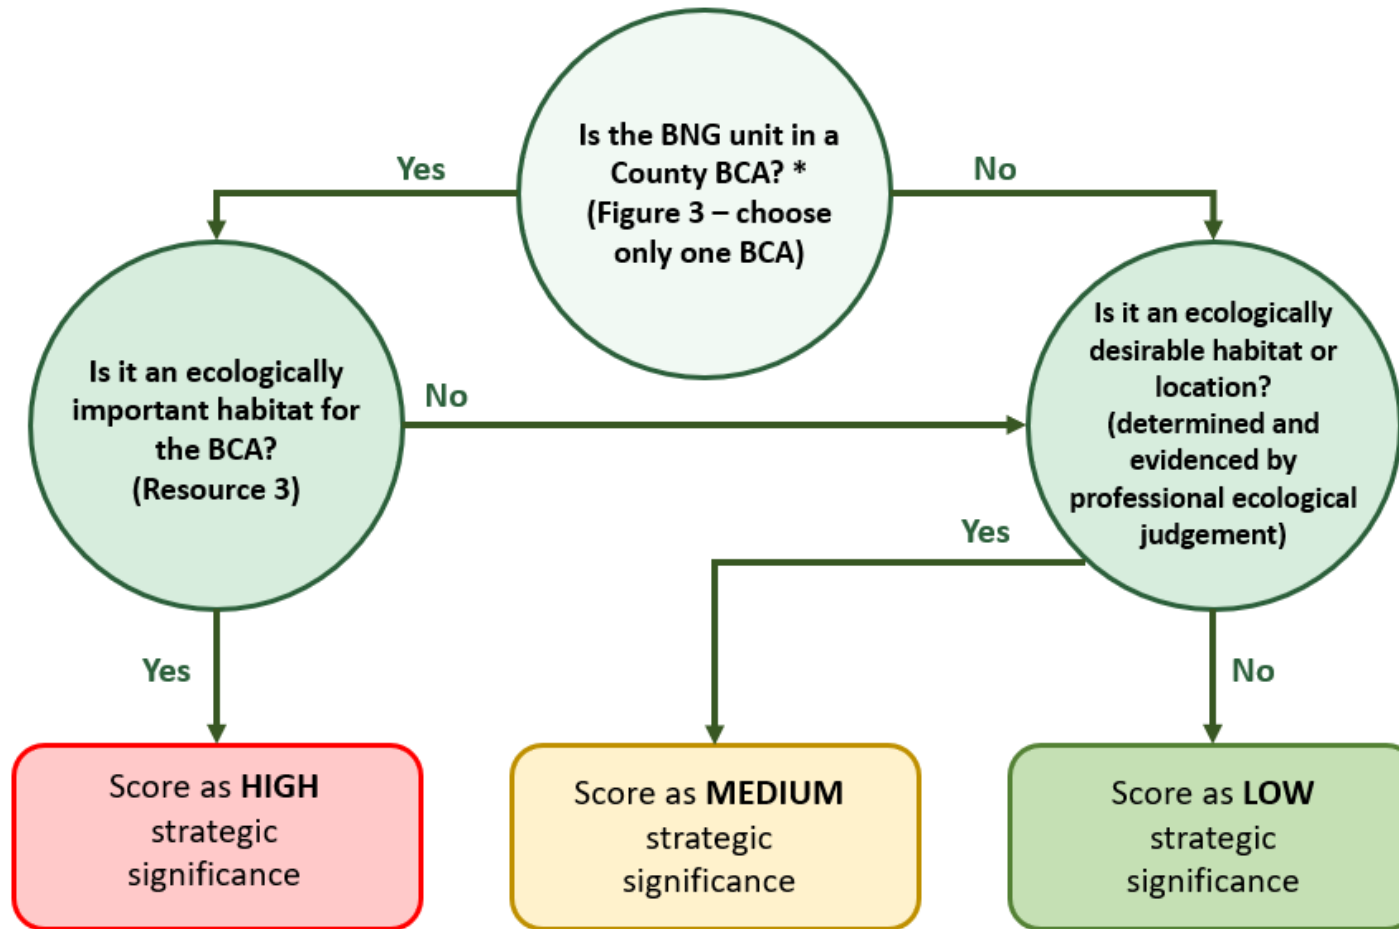 Is the BNG unit in a
County BCA? *
(Figure 3 – choose
only one BCA)
Yes
No
Is it an ecologically
important habitat for
the BCA?
(Resource 3)
No
Is it an ecologically
desirable habitat or
location?
(determined and
evidenced by
professional ecological
judgement)
Yes
Yes
No
Score as HIGH
strategic
significance
Score as MEDIUM
strategic
significance
Score as LOW
strategic
significance